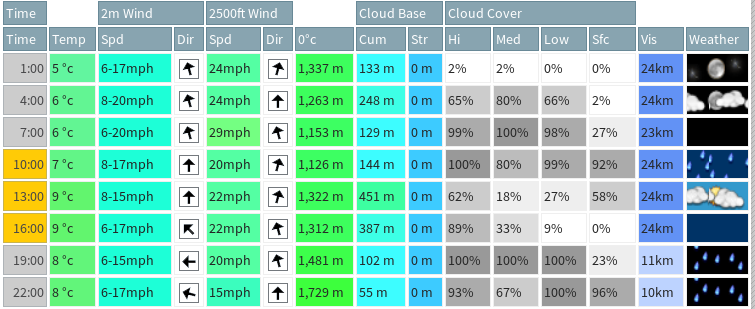 Time 2m Wind 2500ft Wind Cloud Base Cloud Cover
Time Temp Spd Dir Spd Dir 0°c Cum Str Hi Med Low Sfc Vis Weather
1:00 5 °c 6-17mph 24mph 1,337 m 133 m 0 m 2% 2% 0% 0% 24km
4:00 6 °c 8-20mph 24mph 1,263 m 248 m 0 m 65% 80% 66% 2% 24km
7:00 6 °c 6-20mph 29mph 1,153 m 129 m 0 m 99% 100% 98% 27% 23km
10:00 7 °c 8-17mph 20mph 1,126 m 144 m 0 m 100% 80% 99% 92% 24km
13:00 9 °c 8-15mph 22mph 1,322 m 451 m 0 m 62% 18% 27% 58% 24km
16:00 9 °c 6-17mph 22mph 1,312 m 387 m 0 m 89% 33% 9% 0% 24km
19:00 8 °c 6-15mph 20mph 1,481 m 102 m 0 m 100% 100% 100% 23% 11km
22:00 8 °c 6-17mph 15mph 1,729 m 55 m 0 m 93% 67% 100% 96% 10km